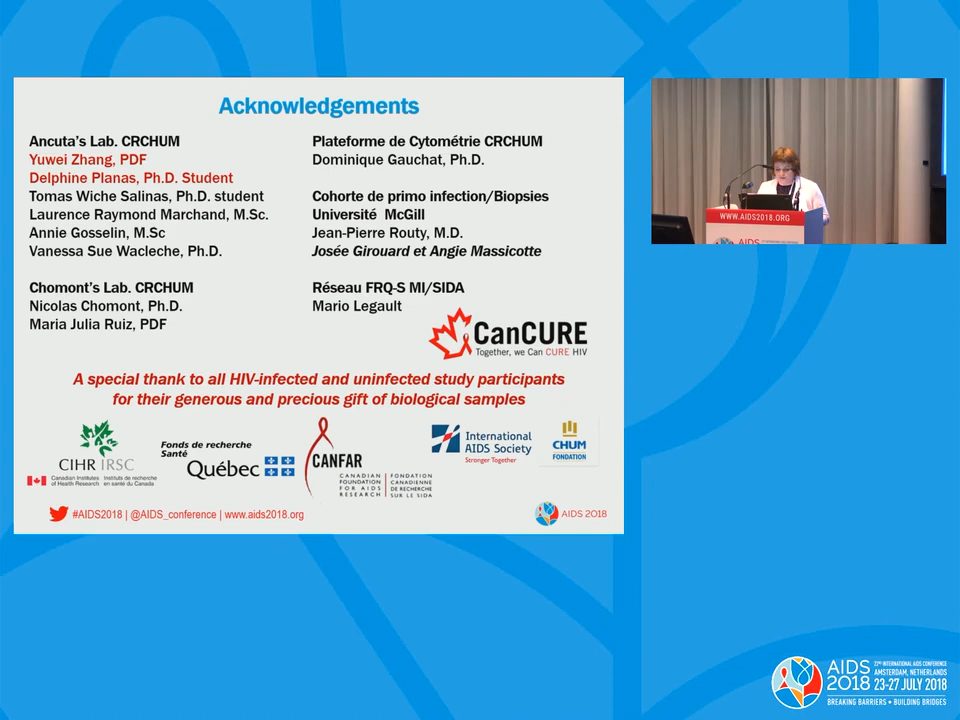 Acknowledgements
Ancuta's Lab. CRCHUM
Yuwei Zhang, PDF
Delphine Planas, Ph.D. Student
Tomas Wiche Salinas, Ph.D. student
Laurence Raymond Marchand, M.Sc.
Annie Gosselin, M.Sc
Vanessa Sue Wacleche, Ph.D.
Chomont's Lab. CRCHUM
Nicolas Chomont, Ph.D.
Maria Julia Ruiz, PDF
Plateforme de Cytométrie CRCHUM
Dominique Gauchat, Ph.D.
Cohorte de primo infection/Biopsies
Université McGill
Jean-Pierre Routy, M.D.
Josée Girouard et Angie Massicotte
Réseau FRQ-S MI/SIDA
Mario Legault
CanCURE
Together, we Can CURE HIV
A special thank to all HIV-infected and uninfected study participants
for their generous and precious gift of biological samples
CIHR IRSC
Canadian Institutes of Health Research
Instituts de recherche en santé du Canada
Fonds de recherche
Santé
Québec
CANFAR
CANADIAN FOUNDATION FOR AIDS RESEARCH
FONDATION CANADIENNE DE RECHERCHE SUR LE SIDA
International
AIDS Society
Stronger Together
CHUM
FONDATION
#AIDS2018 | @AIDS_conference | www.aids2018.org
AIDS 2018
WWW.AIDS2018.ORG
AIDS
AIDS
2018
22ND INTERNATIONAL AIDS CONFERENCE
AMSTERDAM, NETHERLANDS
23-27 JULY 2018
BREAKING BARRIERS • BUILDING BRIDGES